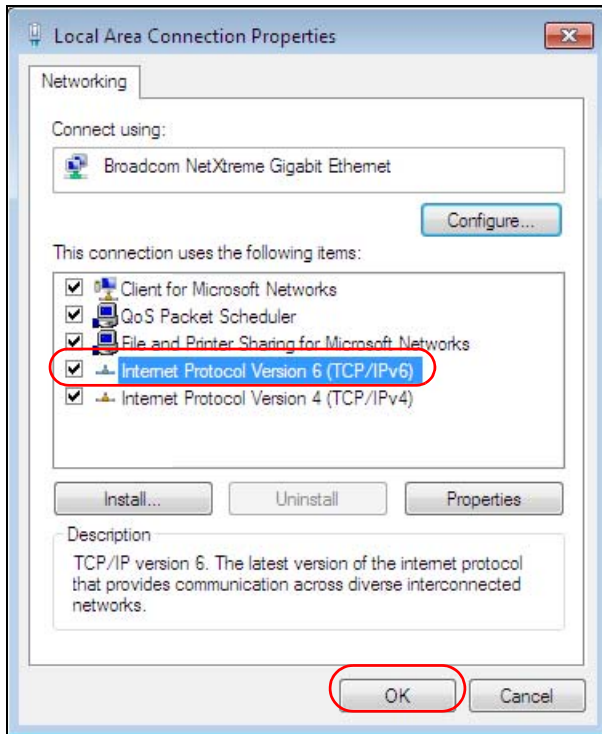 Local Area Connection Properties
Networking
Connect using:
Broadcom NetXtreme Gigabit Ethernet
Configure...
This connection uses the following items:
Client for Microsoft Networks
QoS Packet Scheduler
File and Printer Sharing for Microsoft Networks
Internet Protocol Version 6 (TCP/IPv6)
Internet Protocol Version 4 (TCP/IPv4)
Install...
Uninstall
Properties
Description
TCP/IP version 6. The latest version of the internet protocol
that provides communication across diverse interconnected
networks.
OK
Cancel